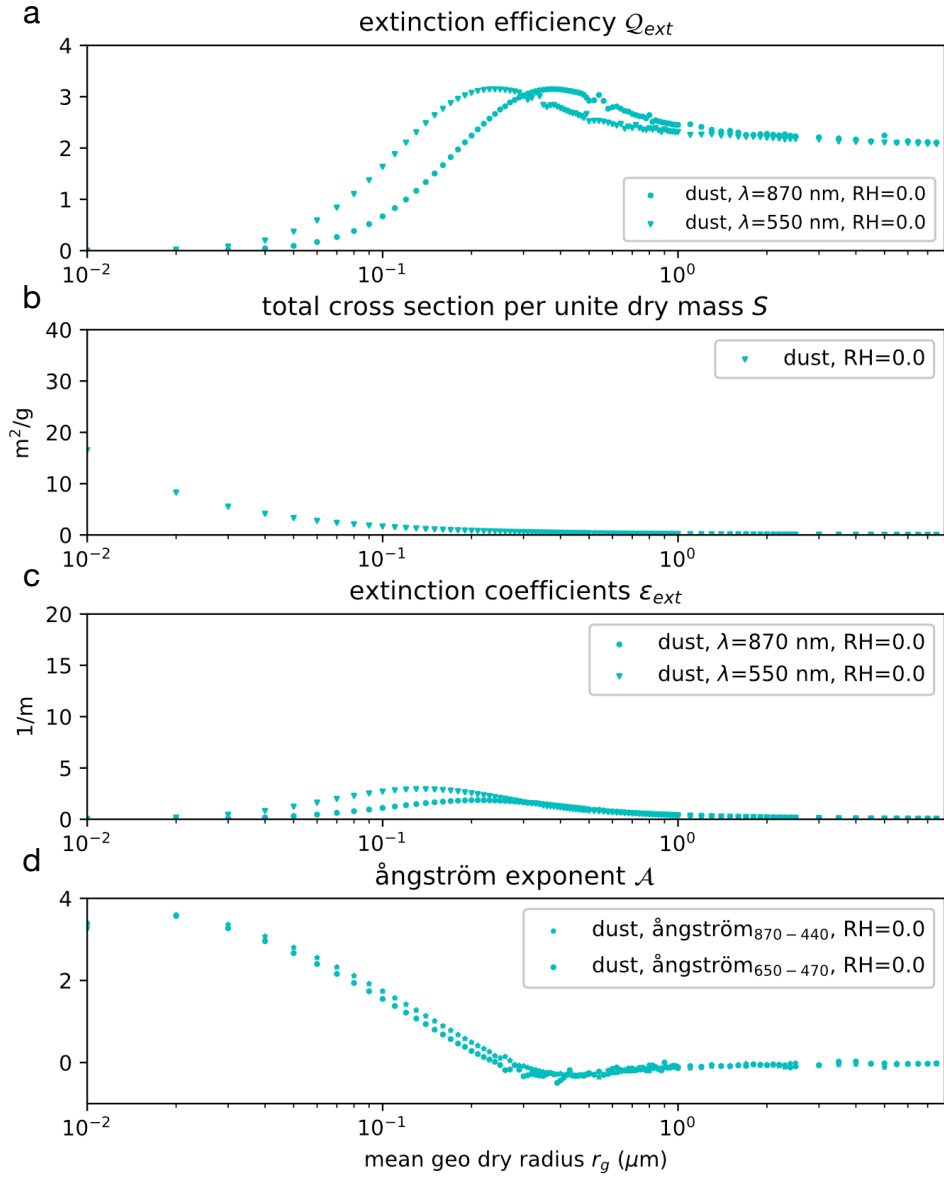 a
extinction efficiency 𝒬ext
4
3
2
1
0
dust, λ=870 nm, RH=0.0
dust, λ=550 nm, RH=0.0
10⁻² 10⁻¹ 10⁰
b
total cross section per unite dry mass S
40
30
20
10
0
m²/g
dust, RH=0.0
10⁻² 10⁻¹ 10⁰
c
extinction coefficients εext
20
15
10
5
0
1/m
dust, λ=870 nm, RH=0.0
dust, λ=550 nm, RH=0.0
10⁻² 10⁻¹ 10⁰
d
ångström exponent 𝒜
4
2
0
dust, ångström870−440, RH=0.0
dust, ångström650−470, RH=0.0
10⁻² 10⁻¹ 10⁰
mean geo dry radius rg (μm)